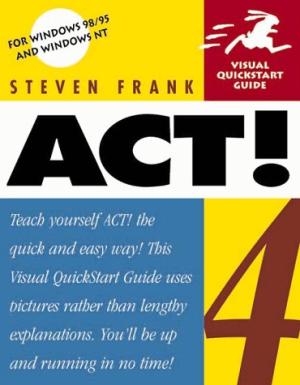 FOR WINDOWS 98/95
AND WINDOWS NT
VISUAL
QUICKSTART
GUIDE
STEVEN FRANK
ACT!
4
Teach yourself ACT! the
quick and easy way! This
Visual QuickStart Guide uses
pictures rather than lengthy
explanations. You'll be up
and running in no time!